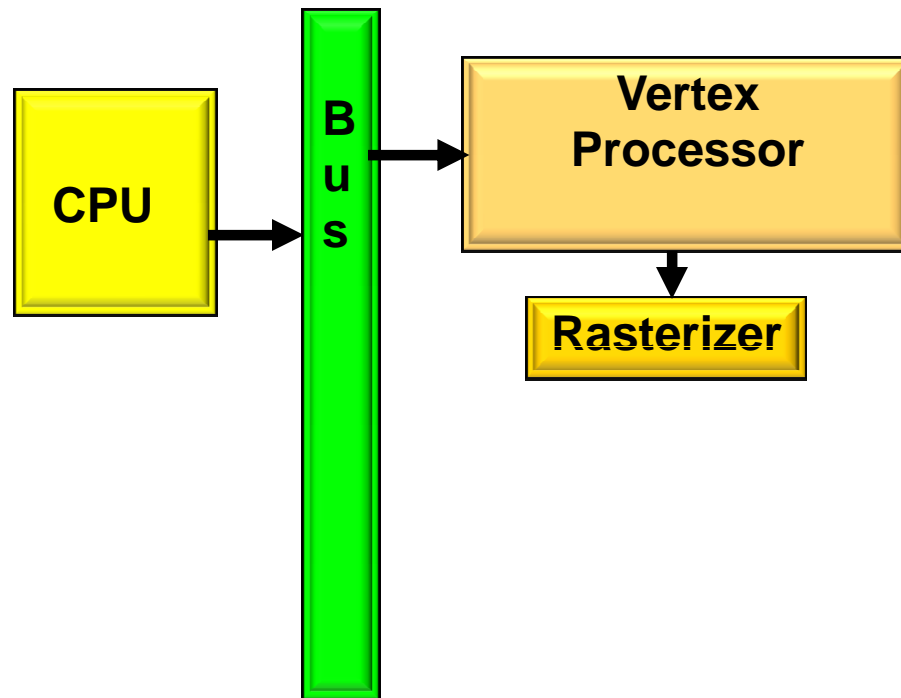 CPU
B
u
s
Vertex
Processor
Rasterizer